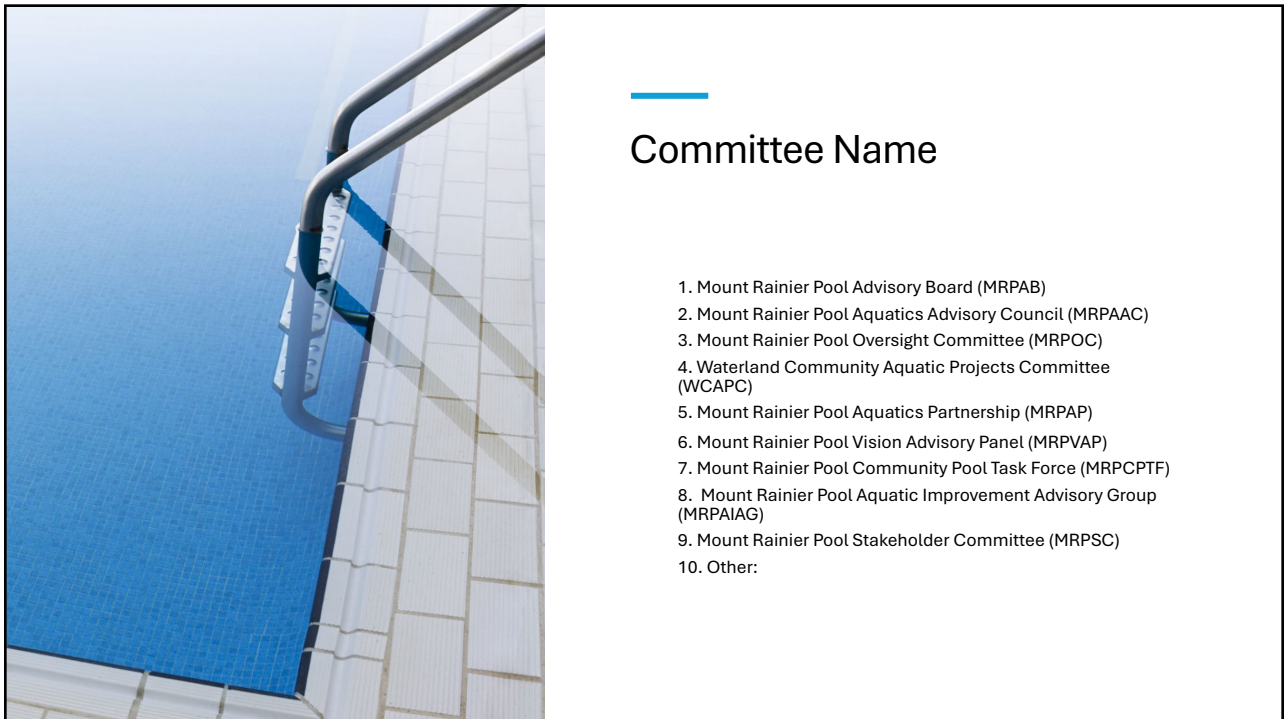 Committee Name
1. Mount Rainier Pool Advisory Board (MRPAB)
2. Mount Rainier Pool Aquatics Advisory Council (MRPAAC)
3. Mount Rainier Pool Oversight Committee (MRPOC)
4. Waterland Community Aquatic Projects Committee
(WCAPC)
5. Mount Rainier Pool Aquatics Partnership (MRPAP)
6. Mount Rainier Pool Vision Advisory Panel (MRPVAP)
7. Mount Rainier Pool Community Pool Task Force (MRPCPTF)
8.  Mount Rainier Pool Aquatic Improvement Advisory Group
(MRPAIAG)
9. Mount Rainier Pool Stakeholder Committee (MRPSC)
10. Other: